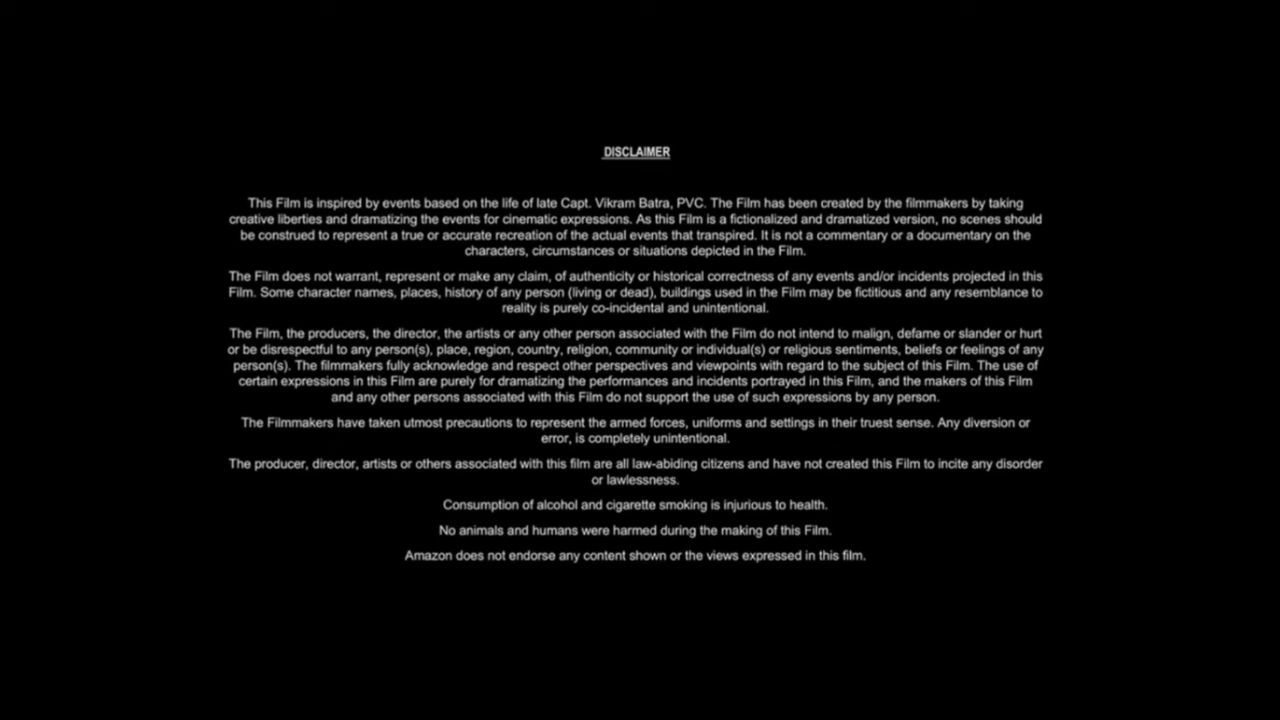 DISCLAIMER
This Film is inspired by events based on the life of late Capt. Vikram Batra, PVC. The Film has been created by the filmmakers by taking
creative liberties and dramatizing the events for cinematic expressions. As this Film is a fictionalized and dramatized version, no scenes should
be construed to represent a true or accurate recreation of the actual events that transpired. It is not a commentary or a documentary on the
characters, circumstances or situations depicted in the Film.
The Film does not warrant, represent or make any claim, of authenticity or historical correctness of any events and/or incidents projected in this
Film. Some character names, places, history of any person (living or dead), buildings used in the Film may be fictitious and any resemblance to
reality is purely co-incidental and unintentional.
The Film, the producers, the director, the artists or any other person associated with the Film do not intend to malign, defame or slander or hurt
or be disrespectful to any person(s), place, region, country, religion, community or individual(s) or religious sentiments, beliefs or feelings of any
person(s). The filmmakers fully acknowledge and respect other perspectives and viewpoints with regard to the subject of this Film. The use of
certain expressions in this Film are purely for dramatizing the performances and incidents portrayed in this Film, and the makers of this Film
and any other persons associated with this Film do not support the use of such expressions by any person.
The Filmmakers have taken utmost precautions to represent the armed forces, uniforms and settings in their truest sense. Any diversion or
error, is completely unintentional.
The producer, director, artists or others associated with this film are all law-abiding citizens and have not created this Film to incite any disorder
or lawlessness.
Consumption of alcohol and cigarette smoking is injurious to health.
No animals and humans were harmed during the making of this Film.
Amazon does not endorse any content shown or the views expressed in this film.